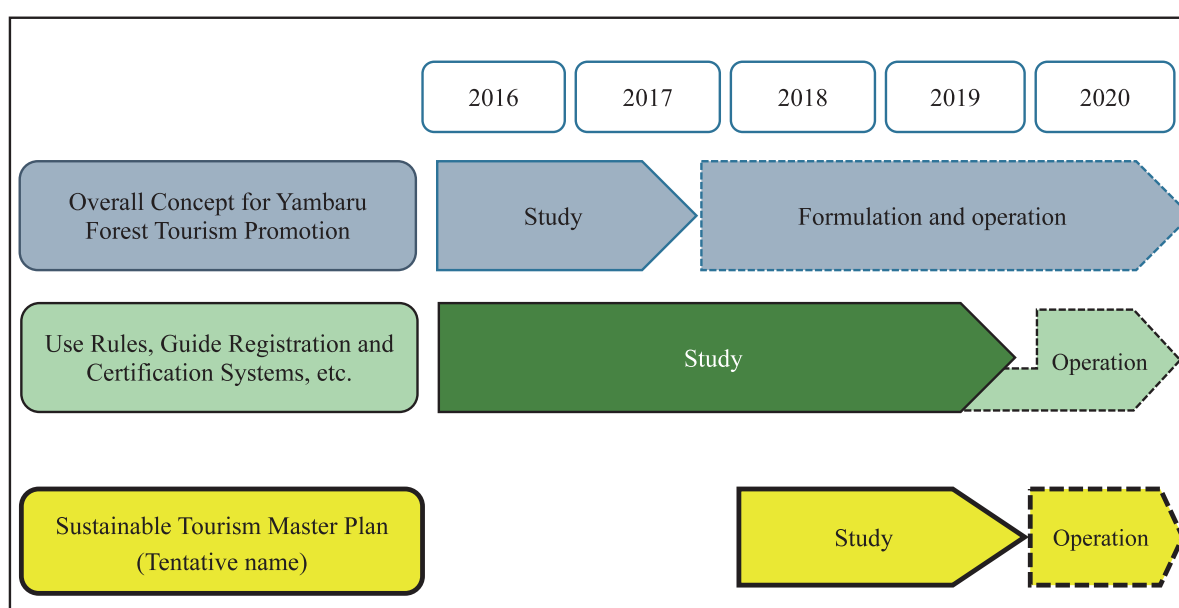 2016
2017
2018
2019
2020
Overall Concept for Yambaru
Forest Tourism Promotion
Study
Formulation and operation
Use Rules, Guide Registration and
Certification Systems, etc.
Study
Operation
Sustainable Tourism Master Plan
(Tentative name)
Study
Operation